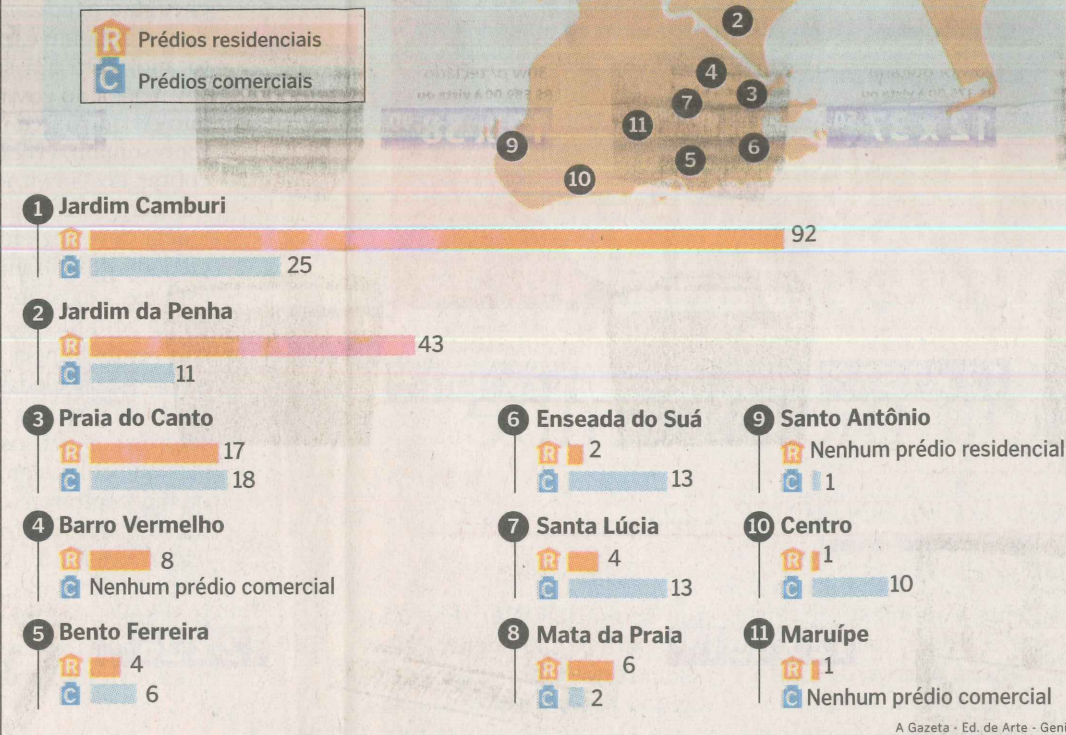 R Prédios residenciais
C Prédios comerciais
2
4
7
3
11
9
6
5
10
1 Jardim Camburi
R 92
C 25
2 Jardim da Penha
R 43
C 11
3 Praia do Canto
R 17
C 18
4 Barro Vermelho
R 8
C Nenhum prédio comercial
5 Bento Ferreira
R 4
C 6
6 Enseada do Suá
R 2
C 13
7 Santa Lúcia
R 4
C 13
8 Mata da Praia
R 6
C 2
9 Santo Antônio
R Nenhum prédio residencial
C 1
10 Centro
R 1
C 10
11 Maruípe
R 1
C Nenhum prédio comercial
A Gazeta - Ed. de Arte - Geni